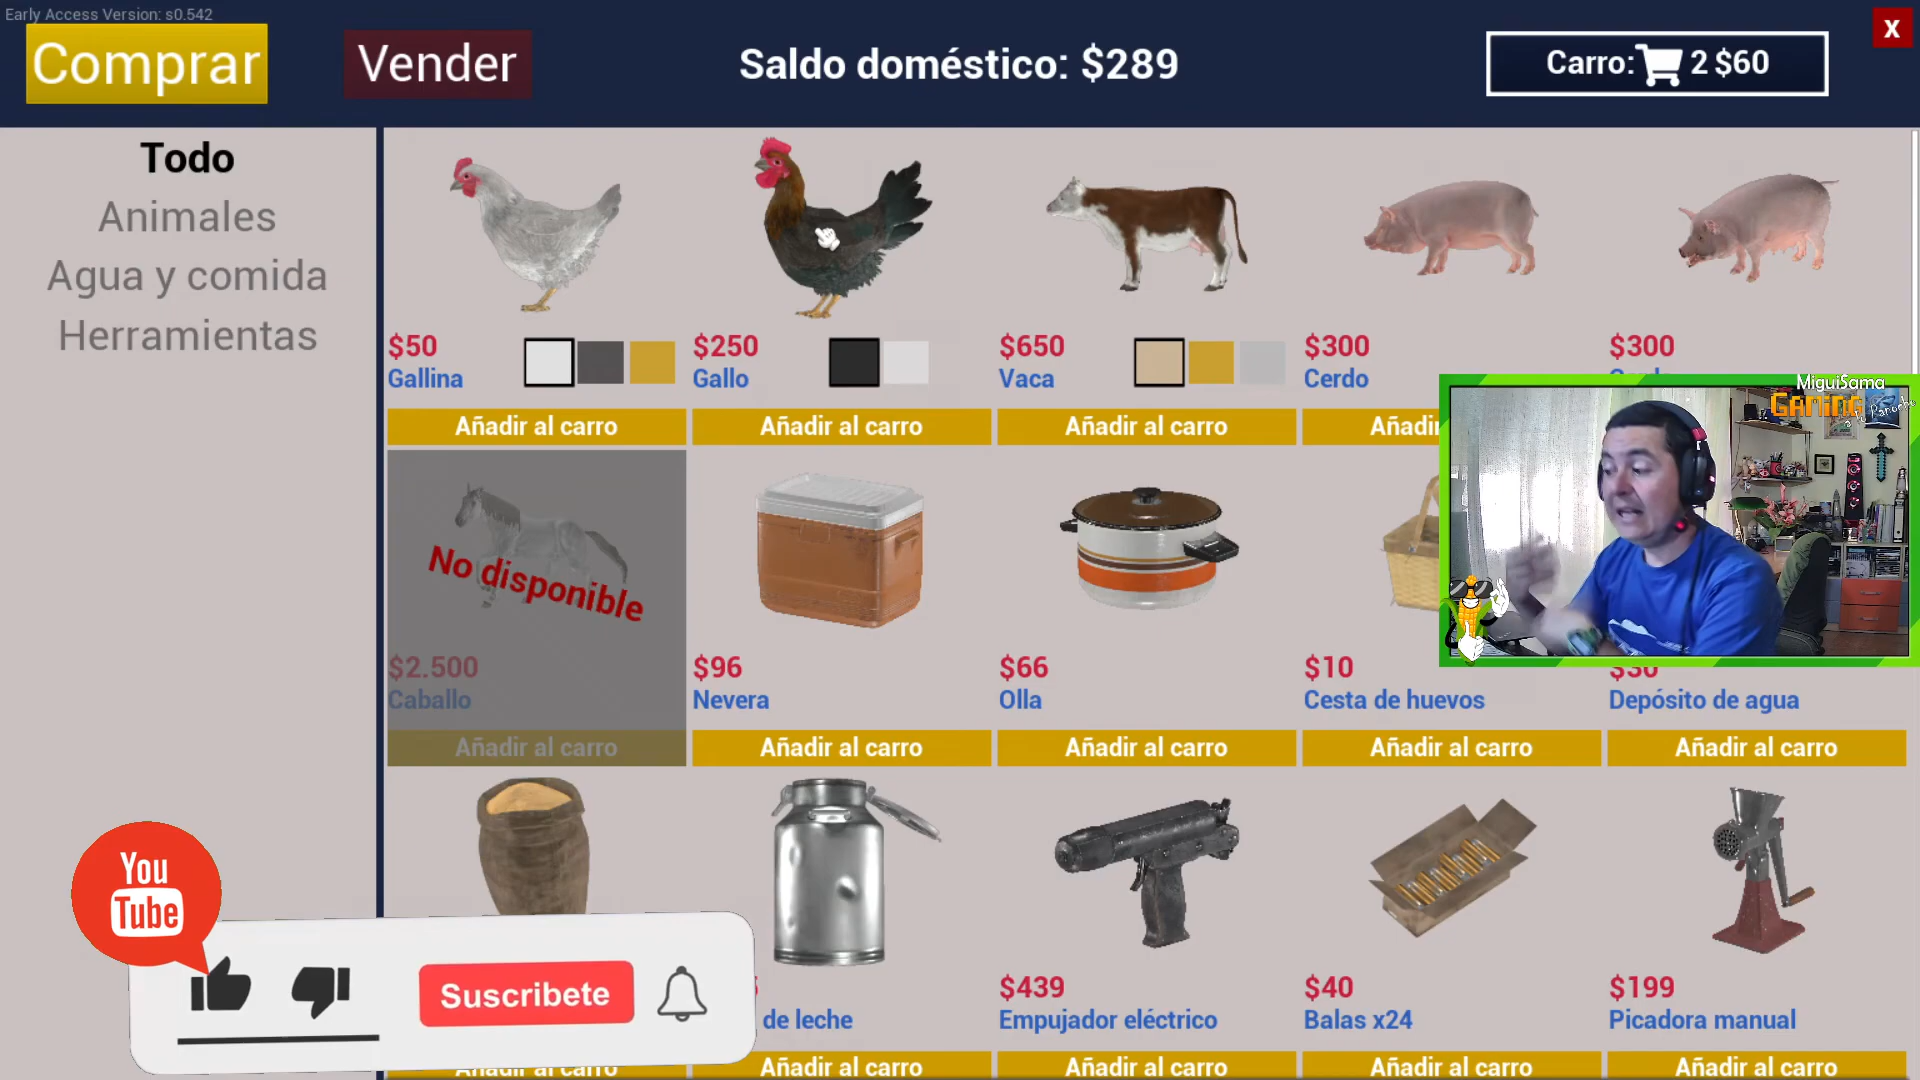 Early Access Version: s0.542
Comprar
Vender
Saldo doméstico: $289
Carro: 2 $60
X
Todo
Animales
Agua y comida
Herramientas
$50
Gallina
Añadir al carro
$250
Gallo
Añadir al carro
$650
Vaca
Añadir al carro
$300
Cerdo
Añadir
$300
MiguiSama
GAMING
No disponible
$2.500
Caballo
Añadir al carro
$96
Nevera
Añadir al carro
$66
Olla
Añadir al carro
$10
Cesta de huevos
Añadir al carro
$30
Depósito de agua
Añadir al carro
de leche
Añadir al carro
$439
Empujador eléctrico
Añadir al carro
$40
Balas x24
Añadir al carro
$199
Picadora manual
Añadir al carro
You
Tube
Suscribete
Añadir al carro